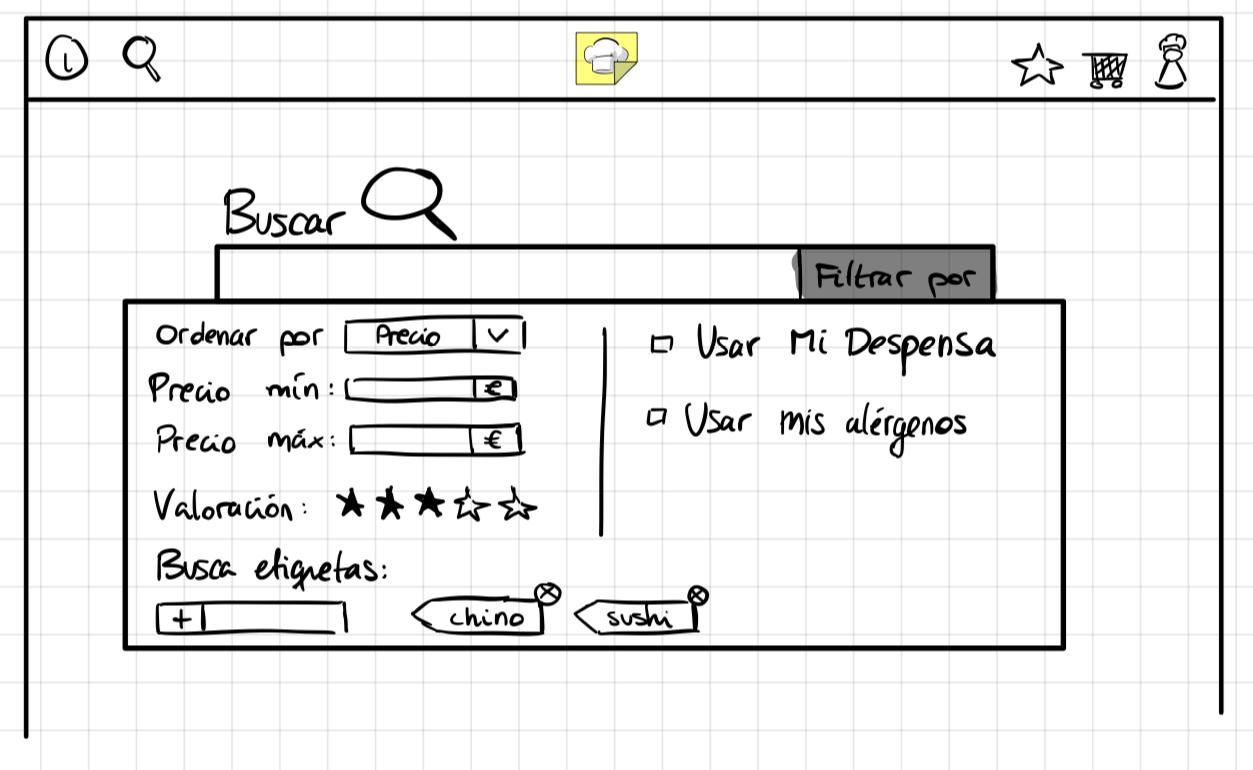 i
Buscar
Filtrar por
Ordenar por Precio
Precio mín: €
Precio máx: €
Valoración:
Busca etiquetas:
+ chino sushi
Usar Mi Despensa
Usar mis alérgenos